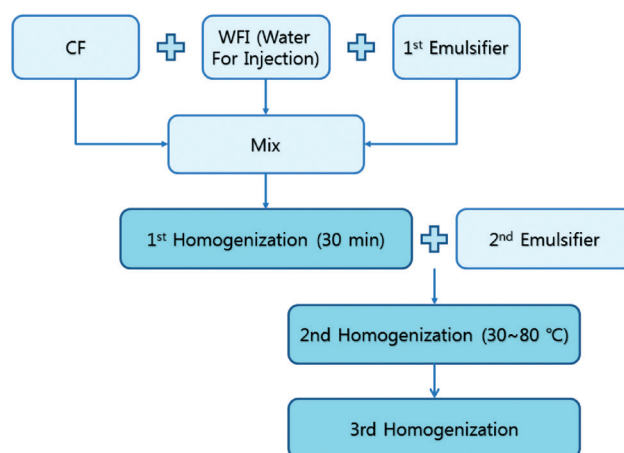 CF
WFI (Water
For Injection)
1st Emulsifier
Mix
1st Homogenization (30 min)
2nd Emulsifier
2nd Homogenization (30~80 ℃)
3rd Homogenization